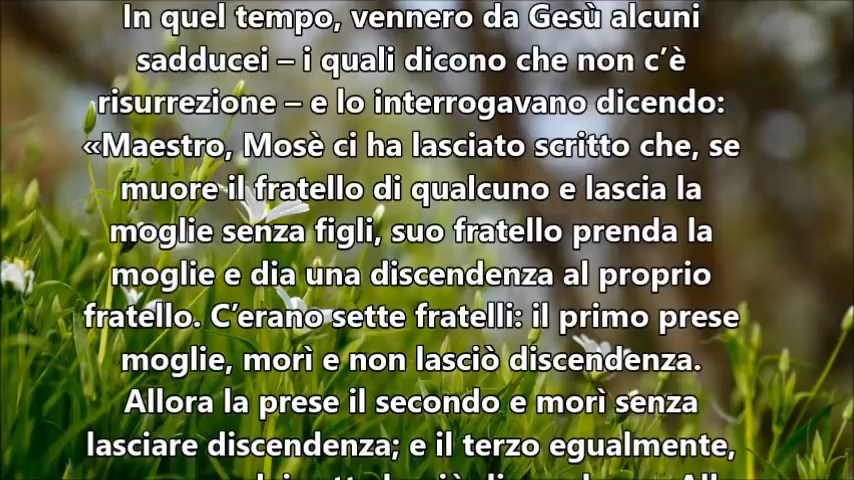 In quel tempo, vennero da Gesù alcuni
sadducei – i quali dicono che non c'è
risurrezione – e lo interrogavano dicendo:
«Maestro, Mosè ci ha lasciato scritto che, se
muore il fratello di qualcuno e lascia la
moglie senza figli, suo fratello prenda la
moglie e dia una discendenza al proprio
fratello. C'erano sette fratelli: il primo prese
moglie, morì e non lasciò discendenza.
Allora la prese il secondo e morì senza
lasciare discendenza; e il terzo egualmente,